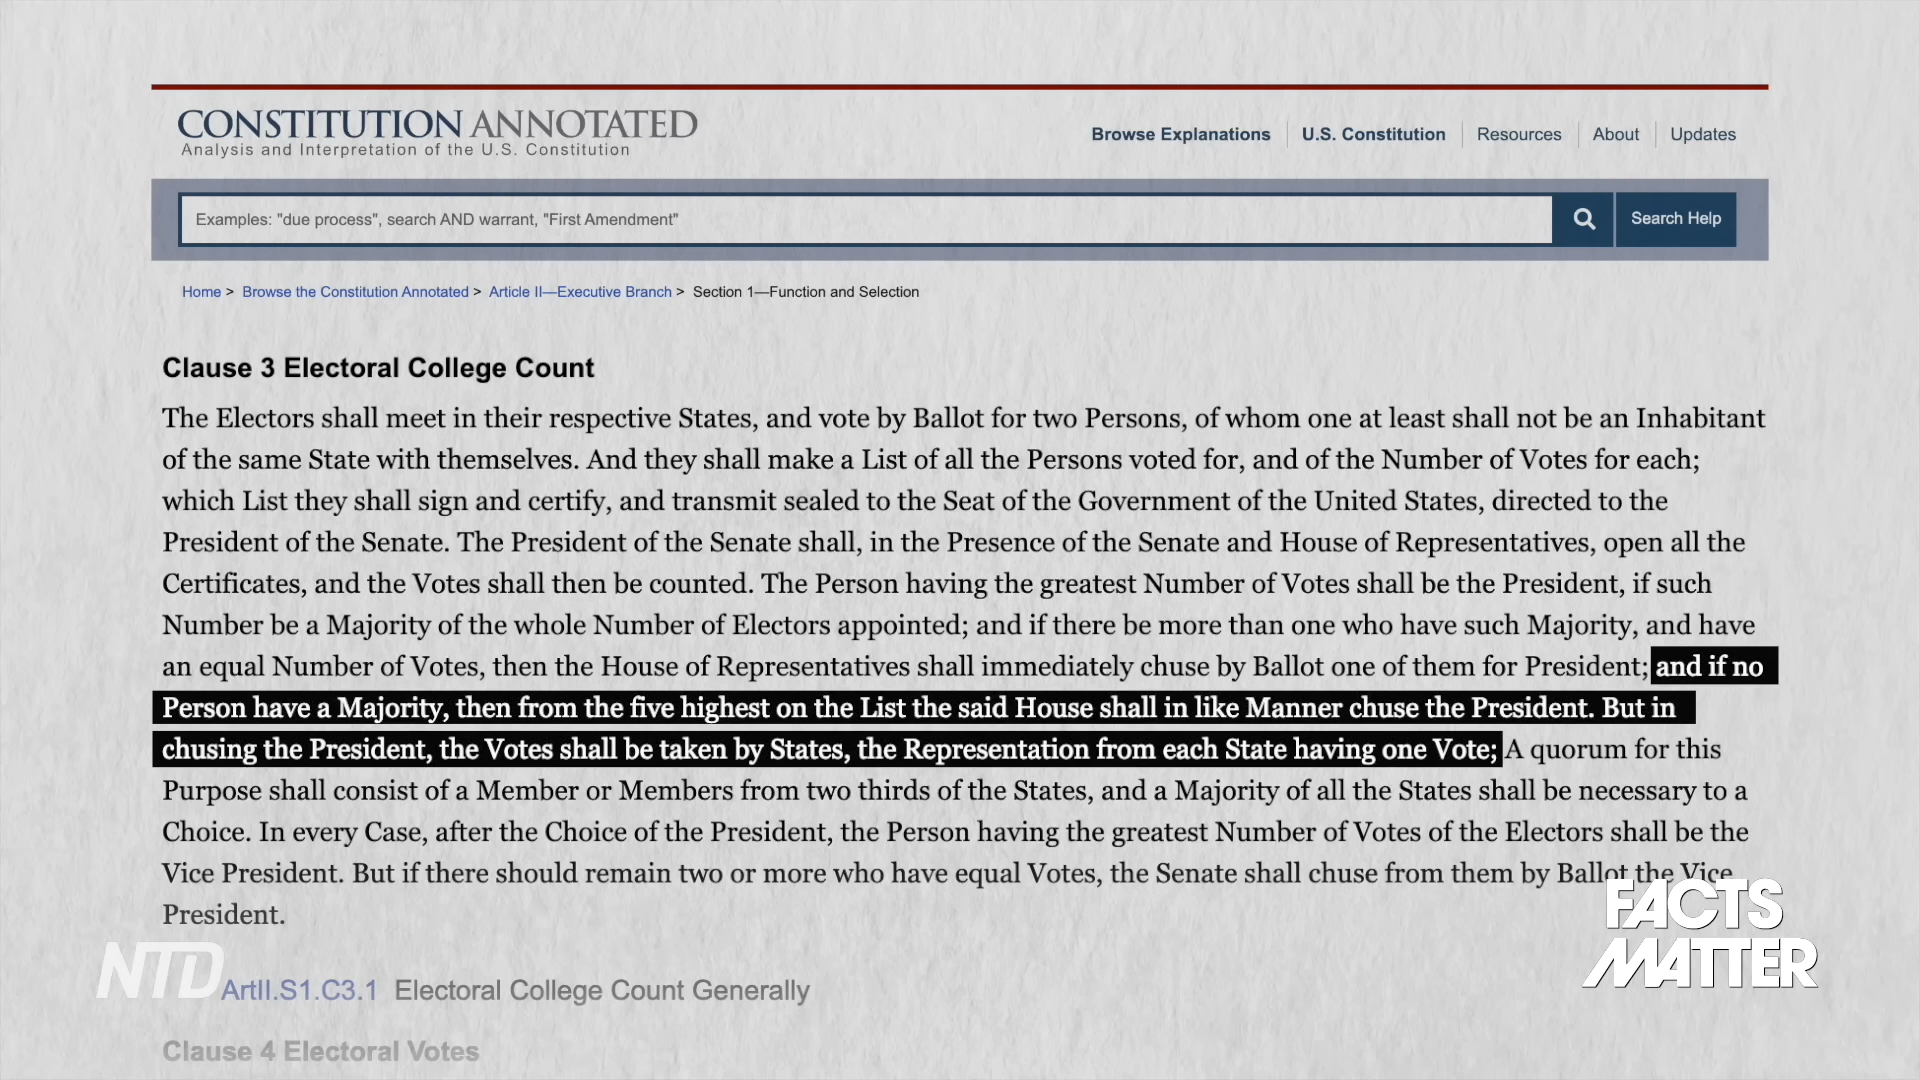 CONSTITUTION ANNOTATED
Analysis and Interpretation of the U.S. Constitution
Browse Explanations U.S. Constitution Resources About Updates
Examples: "due process", search AND warrant, "First Amendment" Search Help
Home > Browse the Constitution Annotated > Article II—Executive Branch > Section 1—Function and Selection
Clause 3 Electoral College Count
The Electors shall meet in their respective States, and vote by Ballot for two Persons, of whom one at least shall not be an Inhabitant
of the same State with themselves. And they shall make a List of all the Persons voted for, and of the Number of Votes for each;
which List they shall sign and certify, and transmit sealed to the Seat of the Government of the United States, directed to the
President of the Senate. The President of the Senate shall, in the Presence of the Senate and House of Representatives, open all the
Certificates, and the Votes shall then be counted. The Person having the greatest Number of Votes shall be the President, if such
Number be a Majority of the whole Number of Electors appointed; and if there be more than one who have such Majority, and have
an equal Number of Votes, then the House of Representatives shall immediately chuse by Ballot one of them for President; and if no
Person have a Majority, then from the five highest on the List the said House shall in like Manner chuse the President. But in
chusing the President, the Votes shall be taken by States, the Representation from each State having one Vote; A quorum for this
Purpose shall consist of a Member or Members from two thirds of the States, and a Majority of all the States shall be necessary to a
Choice. In every Case, after the Choice of the President, the Person having the greatest Number of Votes of the Electors shall be the
Vice President. But if there should remain two or more who have equal Votes, the Senate shall chuse from them by Ballot the Vice
President.
FACTS
MATTER
NTD
ArtII.S1.C3.1 Electoral College Count Generally
Clause 4 Electoral Votes